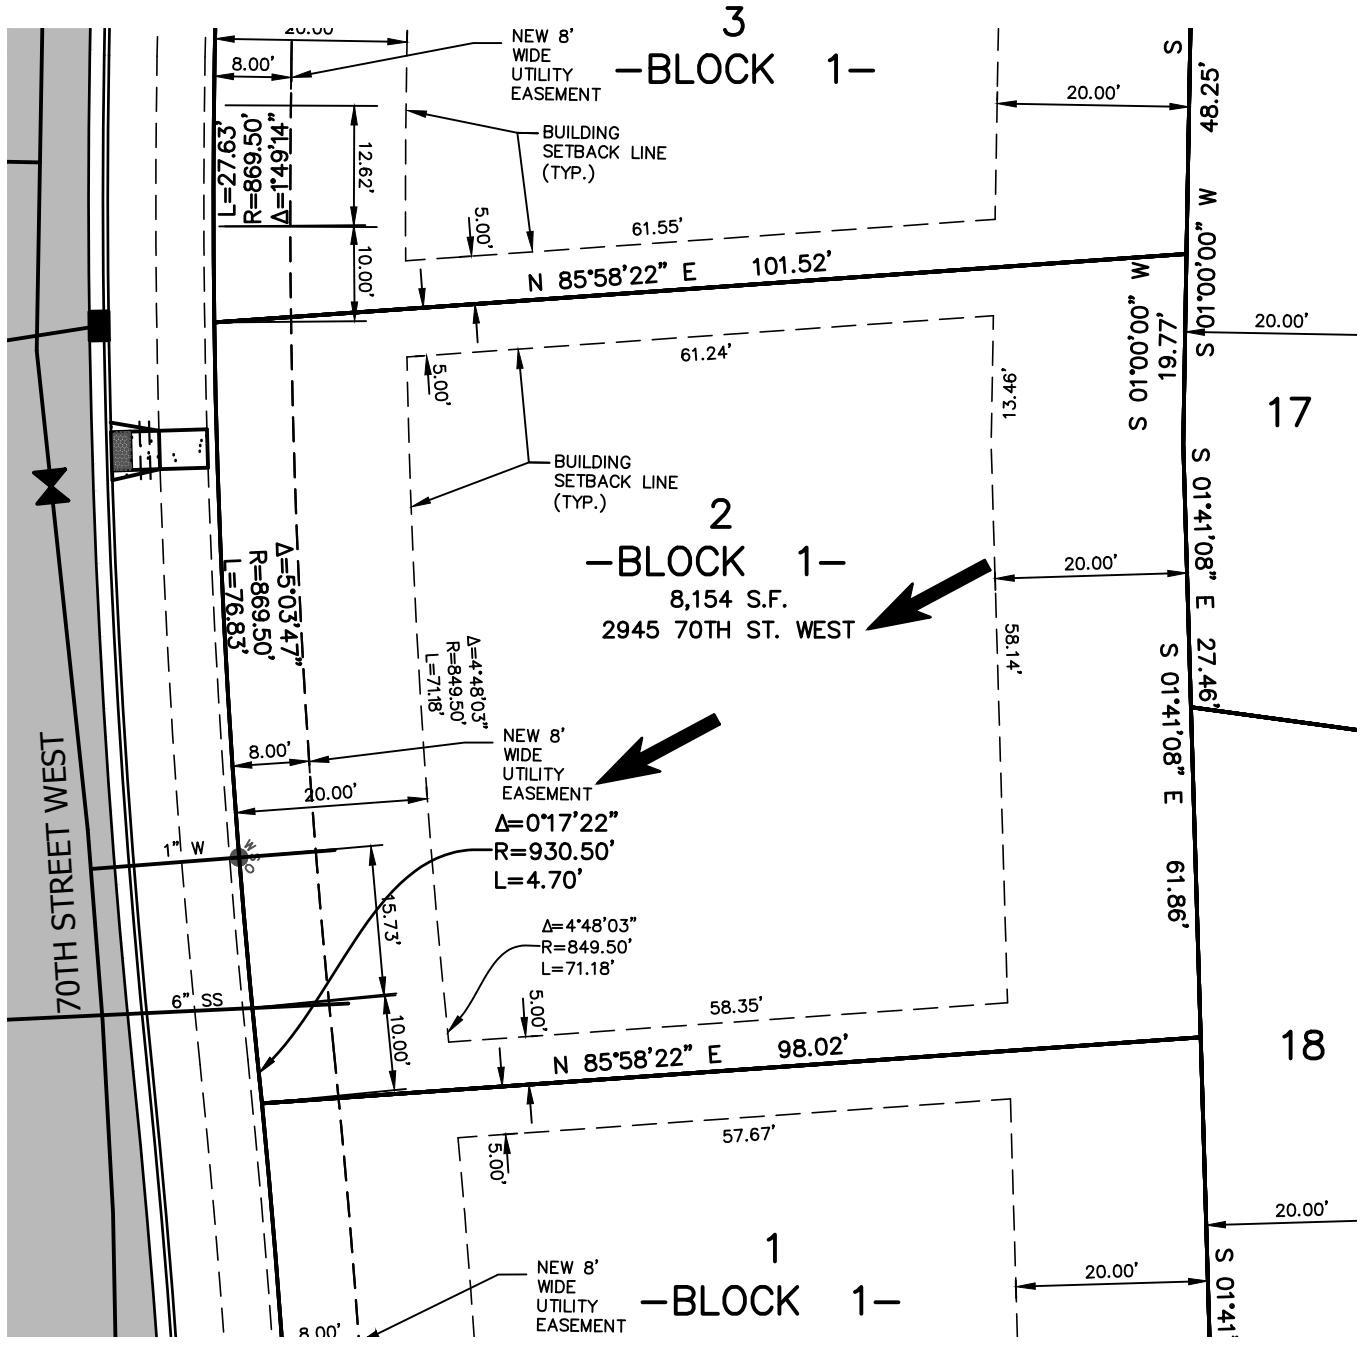 3
-BLOCK 1-
20.00'
8.00'
NEW 8'
WIDE
UTILITY
EASEMENT
20.00'
S
48.25'
S 01°00'00" W
L=27.63'
R=869.50'
Δ=1°49'14"
12.62'
BUILDING
SETBACK LINE
(TYP.)
5.00'
61.55'
10.00'
N 85°58'22" E 101.52'
S 01°00'00" W
19.77'
20.00'
61.24'
5.00'
13.46'
17
BUILDING
SETBACK LINE
(TYP.)
2
-BLOCK 1-
8,154 S.F.
2945 70TH ST. WEST
20.00'
S 01°41'08" E 27.46'
Δ=5°03'47"
R=869.50'
L=76.83'
Δ=4°48'03"
R=849.50'
L=71.18'
58.14'
S 01°41'08" E 61.86'
8.00'
NEW 8'
WIDE
UTILITY
EASEMENT
20.00'
70TH STREET WEST
1" W
WSO
Δ=0°17'22"
R=930.50'
L=4.70'
15.73'
Δ=4°48'03"
R=849.50'
L=71.18'
6" SS
5.00'
58.35'
10.00'
N 85°58'22" E 98.02'
18
57.67'
5.00'
20.00'
1
-BLOCK 1-
NEW 8'
WIDE
UTILITY
EASEMENT
20.00'
S 01°41'
8.00'